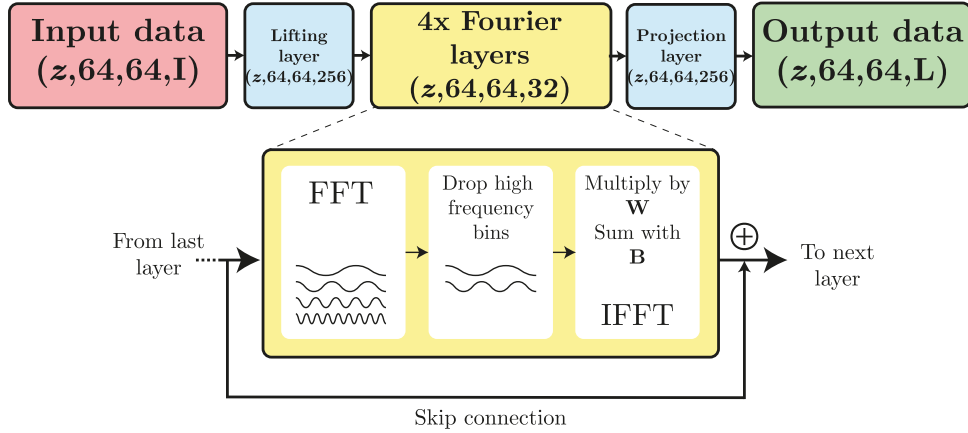 Input data
(z,64,64,I)
Lifting
layer
(z,64,64,256)
4x Fourier
layers
(z,64,64,32)
Projection
layer
(z,64,64,256)
Output data
(z,64,64,L)
From last
layer
FFT
Drop high
frequency
bins
Multiply by
W
Sum with
B
IFFT
+
To next
layer
Skip connection